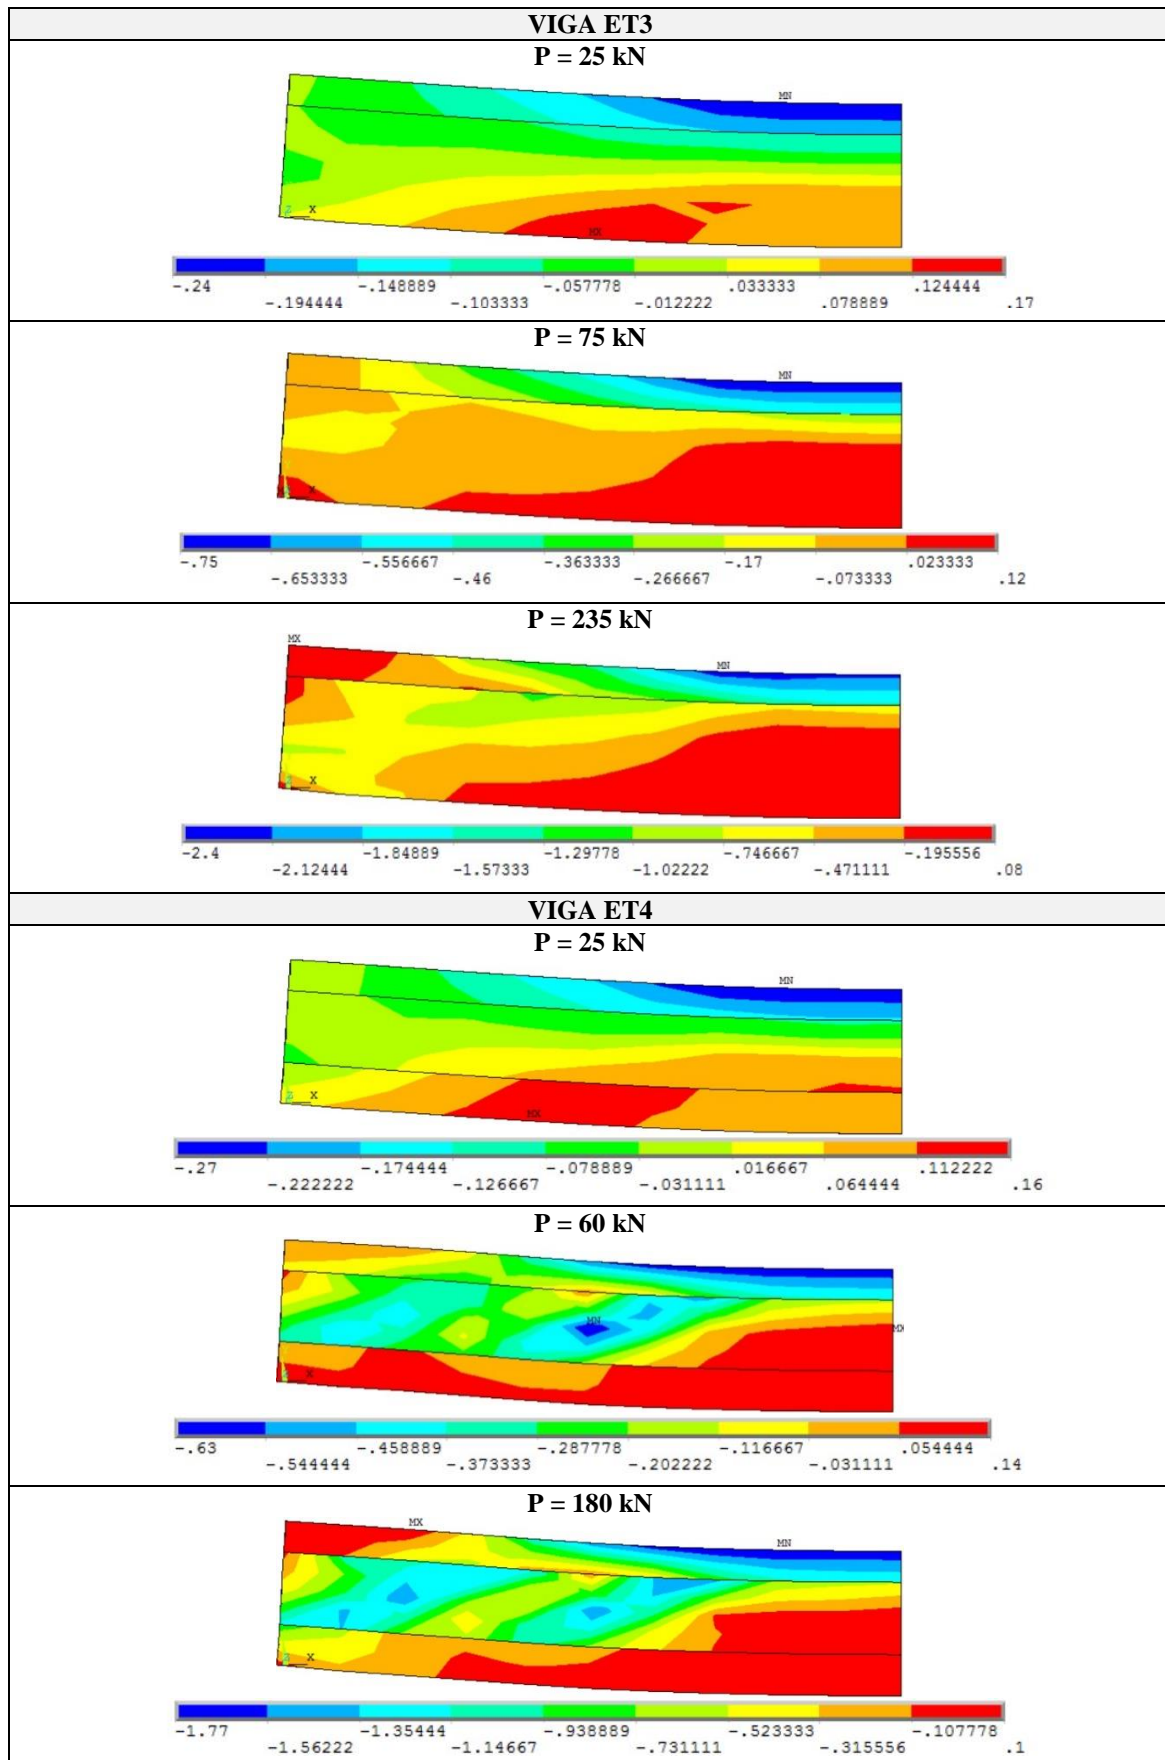 VIGA ET3
P = 25 kN
MN
Z X
MX
-.24 -.148889 -.057778 .033333 .124444
-.194444 -.103333 -.012222 .078889 .17
P = 75 kN
MN
X
-.75 -.556667 -.363333 -.17 .023333
-.653333 -.46 -.266667 -.073333 .12
P = 235 kN
MX
MN
X
-2.4 -1.84889 -1.29778 -.746667 -.195556
-2.12444 -1.57333 -1.02222 -.471111 .08
VIGA ET4
P = 25 kN
MN
Z X
MX
-.27 -.174444 -.078889 .016667 .112222
-.222222 -.126667 -.031111 .064444 .16
P = 60 kN
MN
MX
X
-.63 -.458889 -.287778 -.116667 .054444
-.544444 -.373333 -.202222 -.031111 .14
P = 180 kN
MX
MN
X
-1.77 -1.35444 -.938889 -.523333 -.107778
-1.56222 -1.14667 -.731111 -.315556 .1